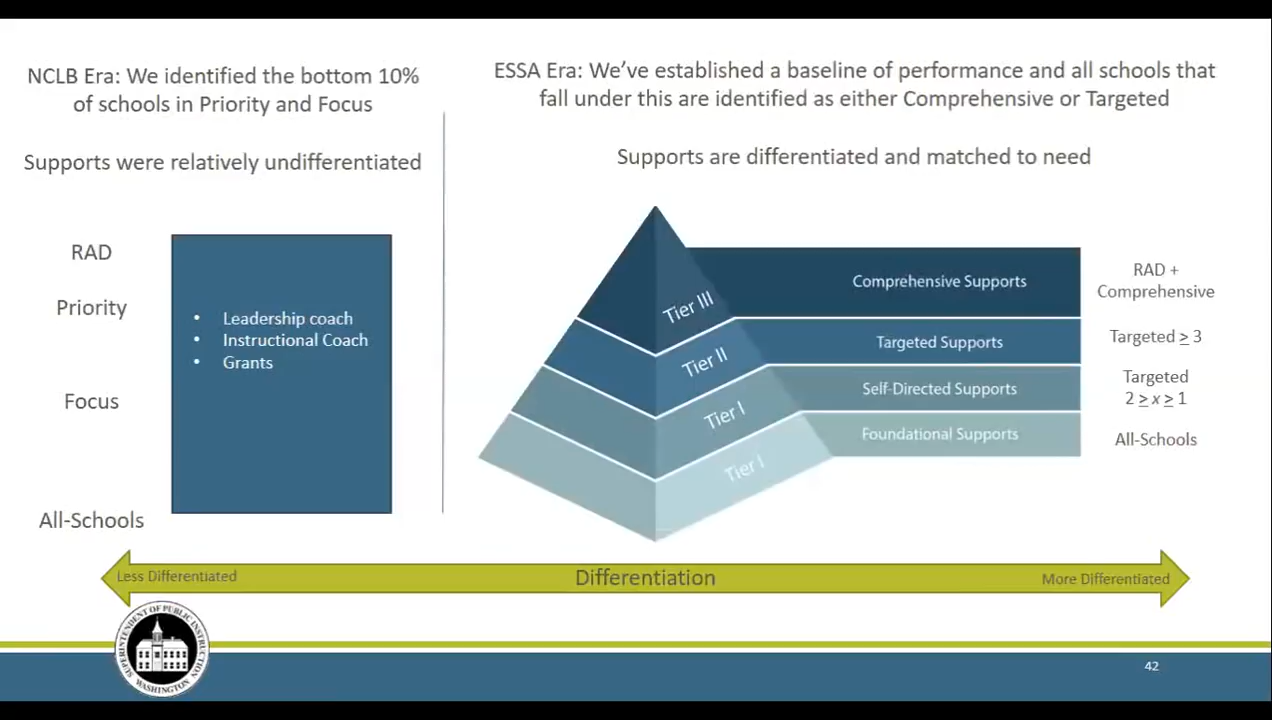 NCLB Era: We identified the bottom 10%
of schools in Priority and Focus
Supports were relatively undifferentiated
RAD
Priority
Focus
All-Schools
• Leadership coach
• Instructional Coach
• Grants
ESSA Era: We’ve established a baseline of performance and all schools that
fall under this are identified as either Comprehensive or Targeted
Supports are differentiated and matched to need
Tier III
Comprehensive Supports
RAD +
Comprehensive
Tier II
Targeted Supports
Targeted ≥ 3
Tier I
Self-Directed Supports
Targeted
2 ≥ x ≥ 1
Tier I
Foundational Supports
All-Schools
Less Differentiated
Differentiation
More Differentiated
SUPERINTENDENT OF PUBLIC INSTRUCTION
WASHINGTON
42